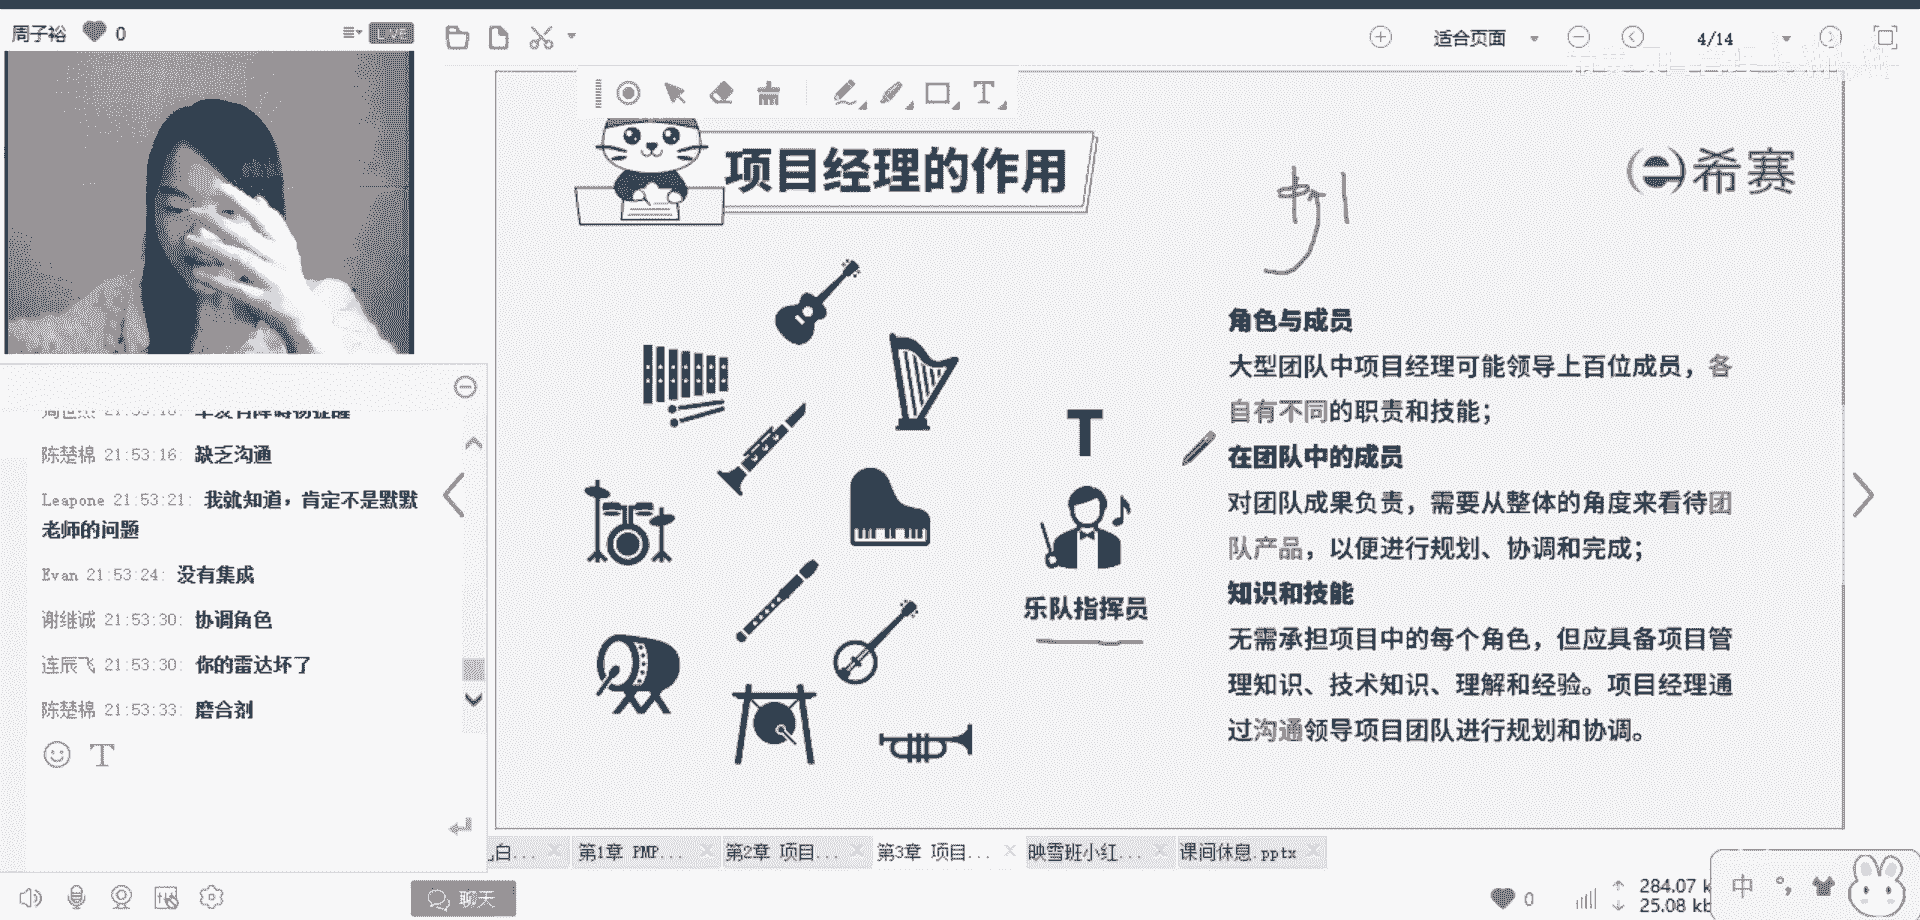 周子裕 0
LIVE
适合页面
4/14
项目经理的作用
希赛
角色与成员
大型团队中项目经理可能领导上百位成员，各
自有不同的职责和技能；
在团队中的成员
对团队成果负责，需要从整体的角度来看待团
队产品，以便进行规划、协调和完成；
知识和技能
无需承担项目中的每个角色，但应具备项目管
理知识、技术知识、理解和经验。项目经理通
过沟通领导项目团队进行规划和协调。
T
乐队指挥员
陈楚棉 21:53:16: 缺乏沟通
Leapone 21:53:21: 我就知道，肯定不是默默
老师的问题
Evan 21:53:24: 没有集成
谢继诚 21:53:30: 协调角色
连辰飞 21:53:30: 你的雷达坏了
陈楚棉 21:53:33: 磨合剂
T
白...
第1章 PMP...
第2章 项目...
第3章 项目...
映雪班小红...
课间休息.pptx
聊天
0
284.07 k
25.08 kb
中